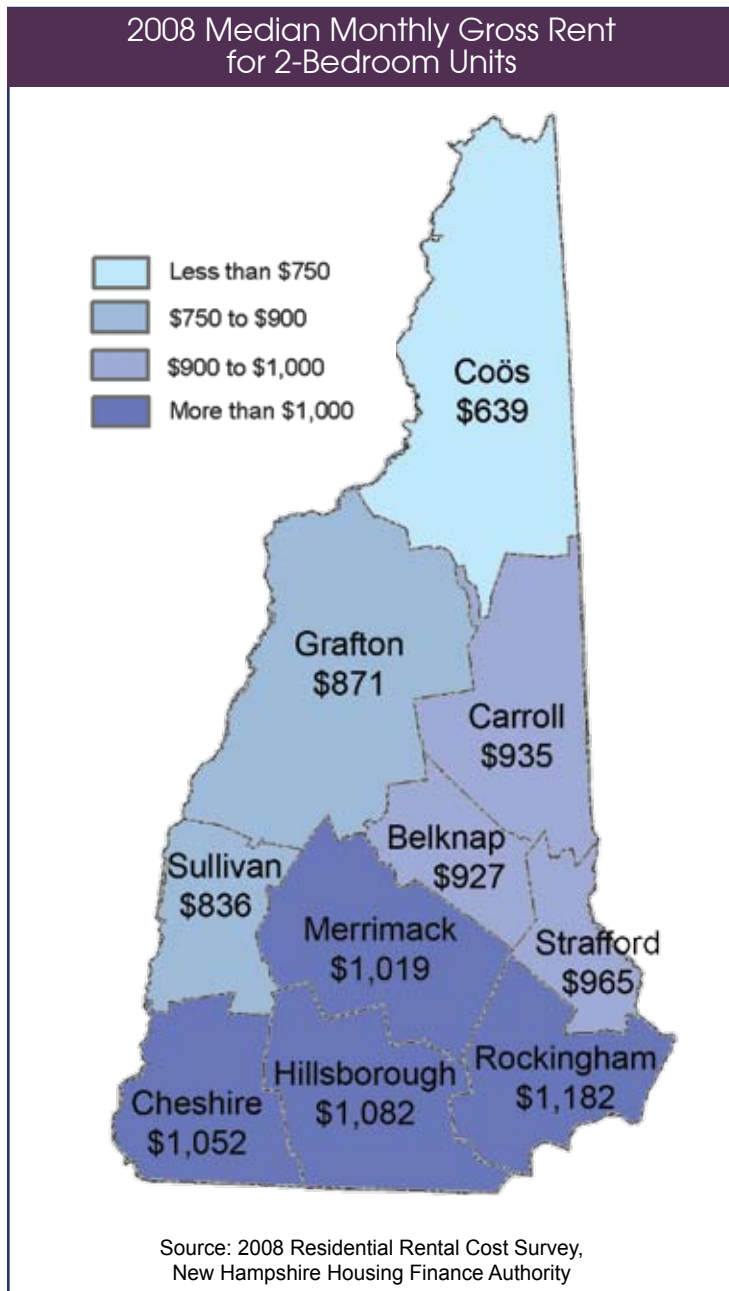 2008 Median Monthly Gross Rent
for 2-Bedroom Units
Less than $750
$750 to $900
$900 to $1,000
More than $1,000
Coös
$639
Grafton
$871
Carroll
$935
Belknap
$927
Sullivan
$836
Merrimack
$1,019
Strafford
$965
Rockingham
$1,182
Hillsborough
$1,082
Cheshire
$1,052
Source: 2008 Residential Rental Cost Survey,
New Hampshire Housing Finance Authority